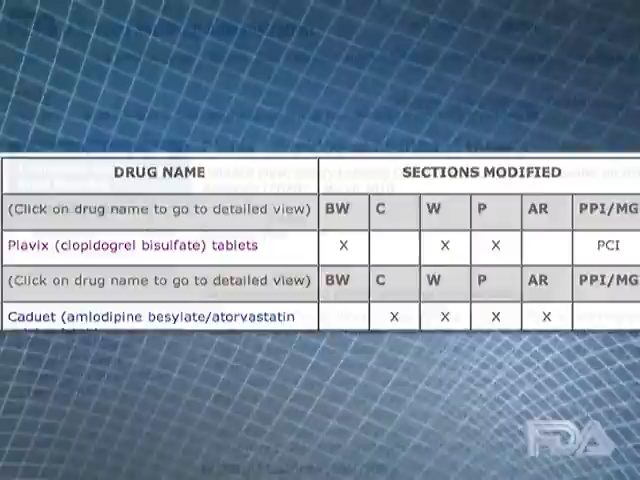 DRUG NAME SECTIONS MODIFIED
(Click on drug name to go to detailed view) BW C W P AR PPI/MG
Plavix (clopidogrel bisulfate) tablets X X X PCI
(Click on drug name to go to detailed view) BW C W P AR PPI/MG
Caduet (amlodipine besylate/atorvastatin X X X X
FDA